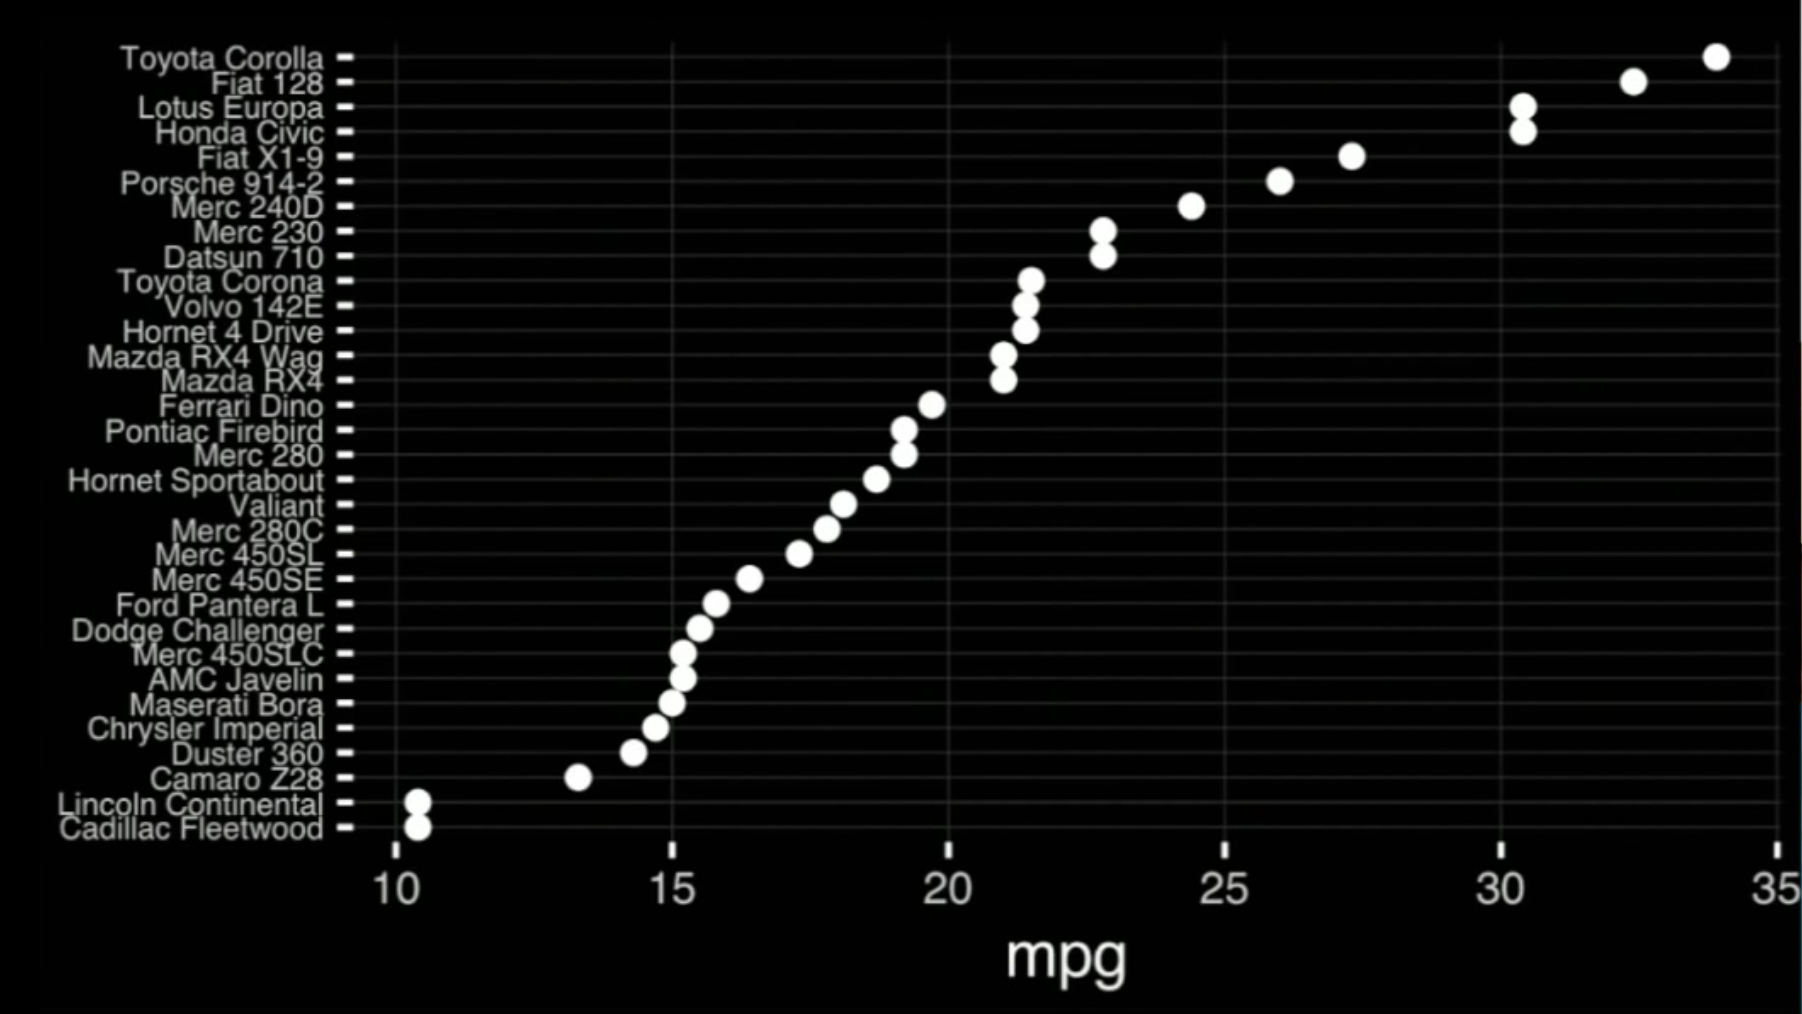 Toyota Corolla
Fiat 128
Lotus Europa
Honda Civic
Fiat X1-9
Porsche 914-2
Merc 240D
Merc 230
Datsun 710
Toyota Corona
Volvo 142E
Hornet 4 Drive
Mazda RX4 Wag
Mazda RX4
Ferrari Dino
Pontiac Firebird
Merc 280
Hornet Sportabout
Valiant
Merc 280C
Merc 450SL
Merc 450SE
Ford Pantera L
Dodge Challenger
Merc 450SLC
AMC Javelin
Maserati Bora
Chrysler Imperial
Duster 360
Camaro Z28
Lincoln Continental
Cadillac Fleetwood
10 15 20 25 30 35
mpg